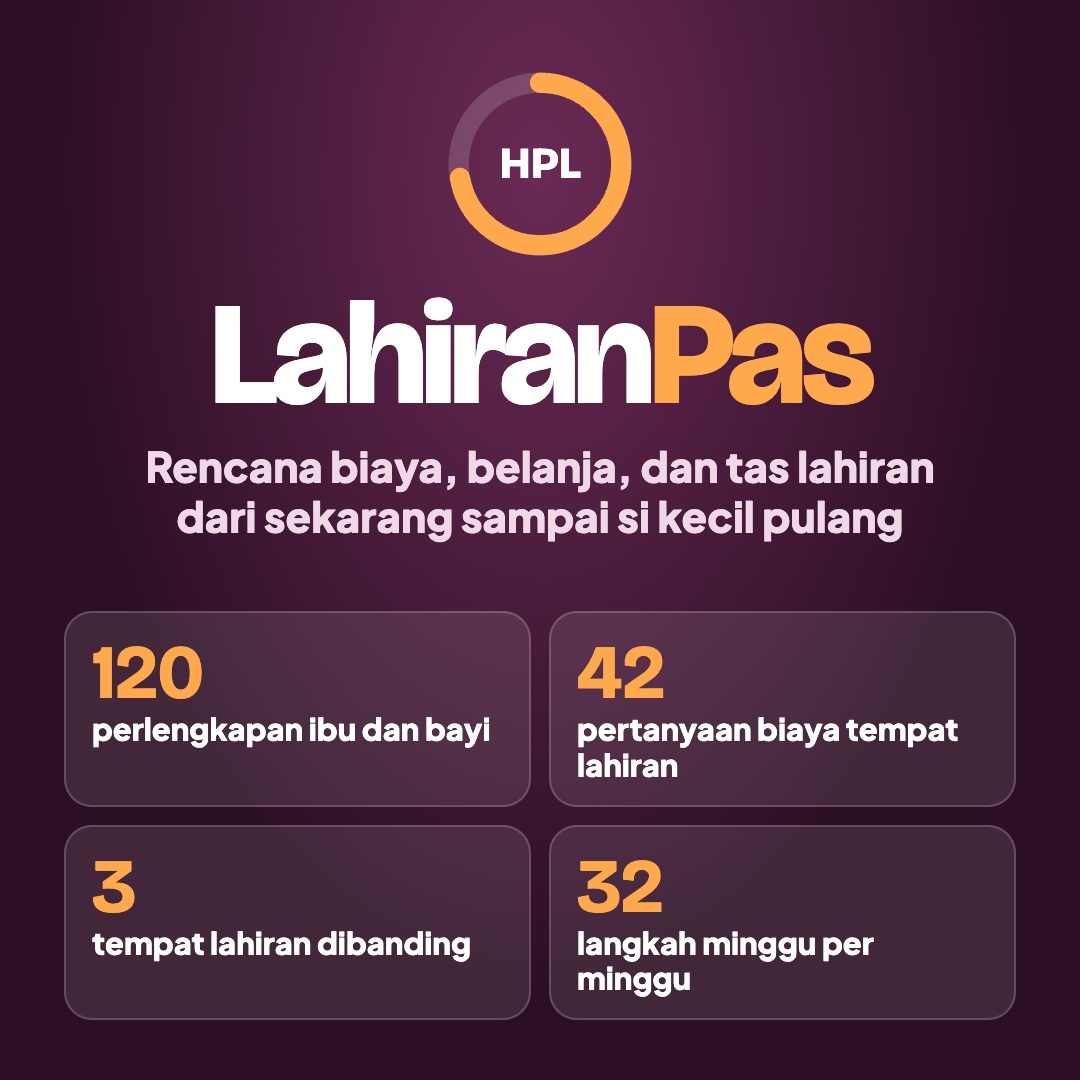 HPL
LahiranPas
Rencana biaya, belanja, dan tas lahiran
dari sekarang sampai si kecil pulang
120
perlengkapan ibu dan bayi
42
pertanyaan biaya tempat
lahiran
3
tempat lahiran dibanding
32
langkah minggu per
minggu